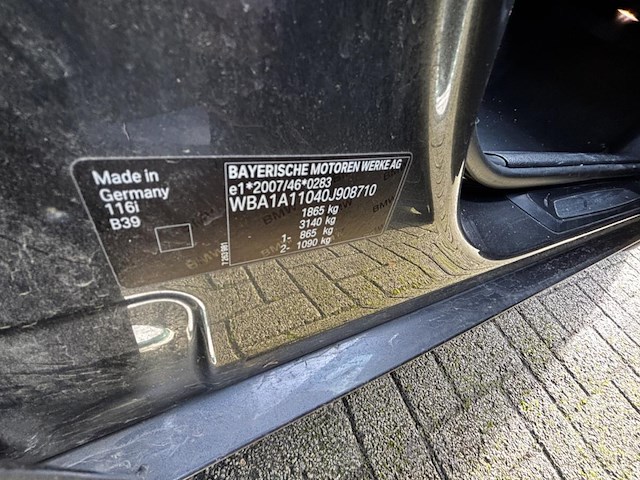 Made in
Germany
116i
B39
BAYERISCHE MOTOREN WERKE AG
e1*2007/46*0283
WBA1A11040J908710
1865 kg
3140 kg
1- 865 kg
2- 1090 kg